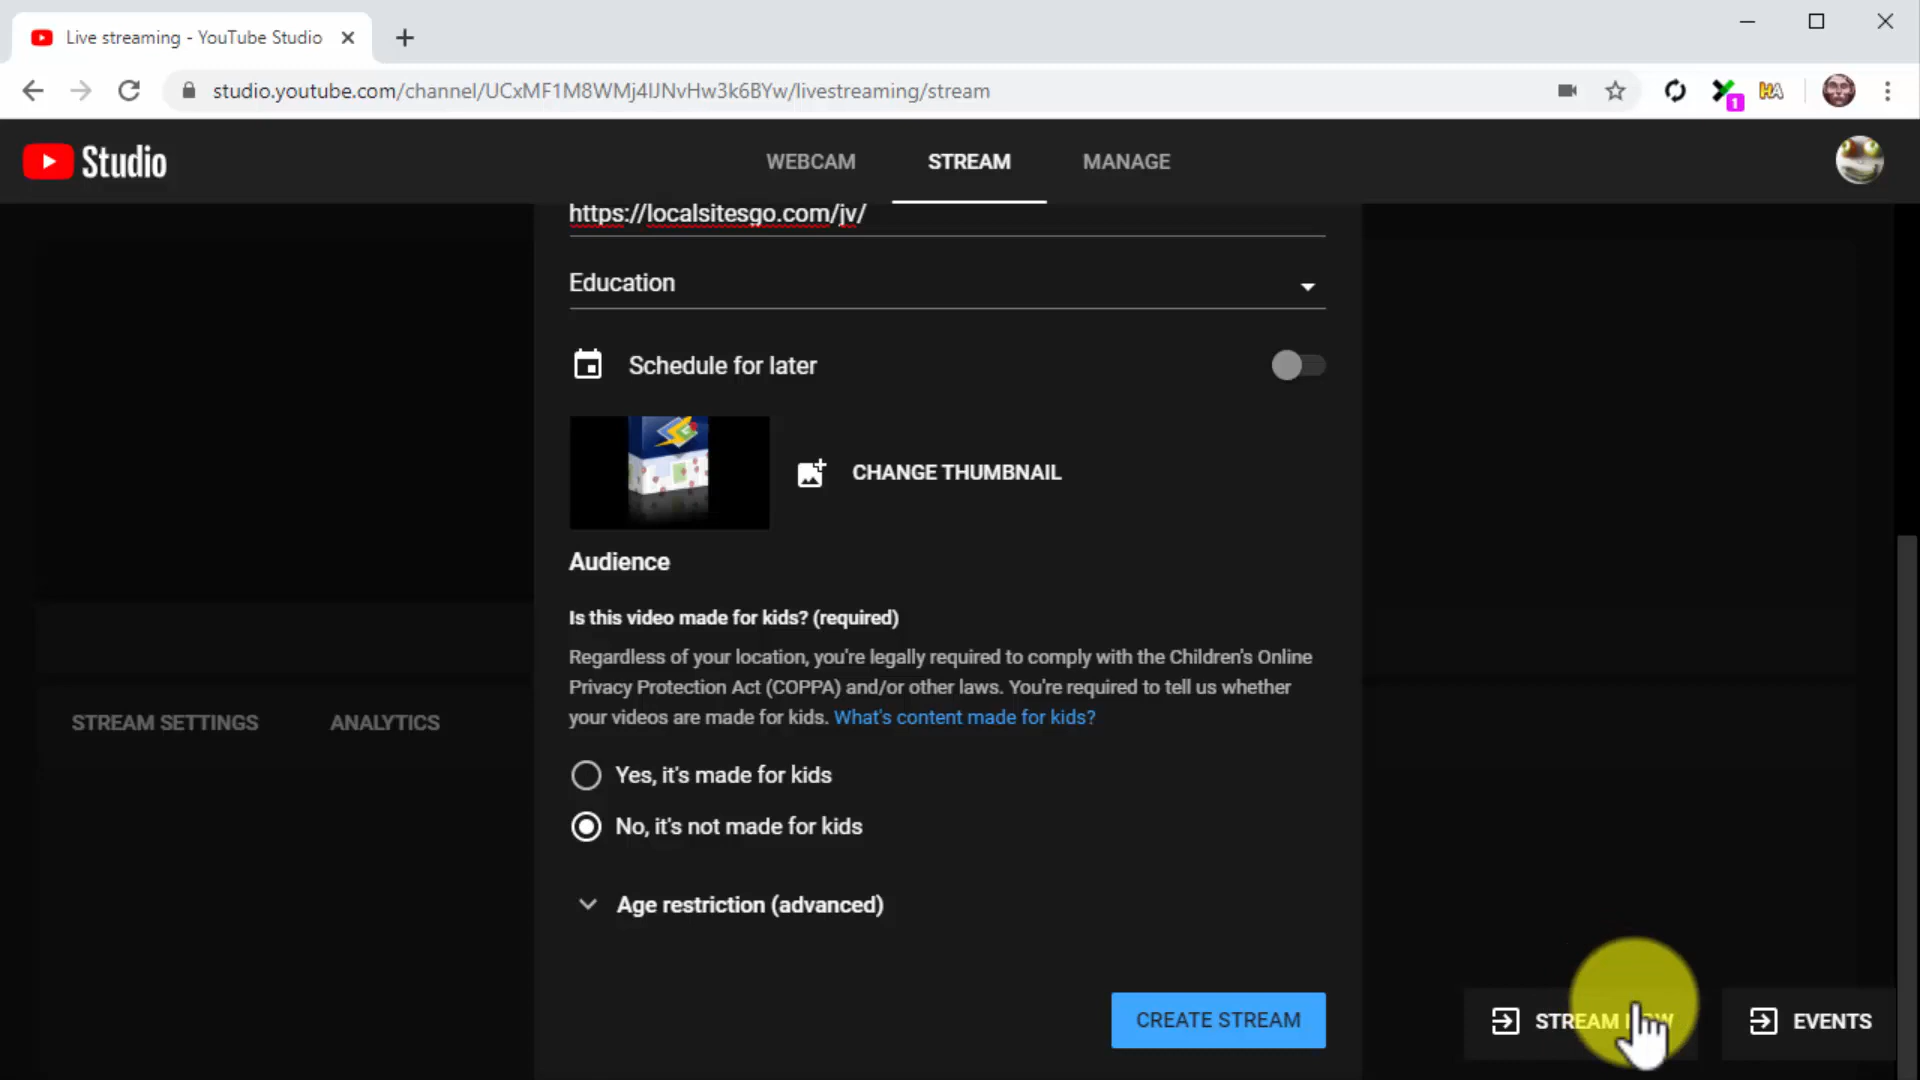 Live streaming - YouTube Studio
studio.youtube.com/channel/UCxMF1M8WMj4IJNvHw3k6BYw/livestreaming/stream
1
HA
Studio
WEBCAM
STREAM
MANAGE
https://localsitesgo.com/jv/
Education
Schedule for later
CHANGE THUMBNAIL
Audience
Is this video made for kids? (required)
Regardless of your location, you're legally required to comply with the Children's Online
Privacy Protection Act (COPPA) and/or other laws. You're required to tell us whether
your videos are made for kids. What's content made for kids?
STREAM SETTINGS
ANALYTICS
Yes, it's made for kids
No, it's not made for kids
Age restriction (advanced)
CREATE STREAM
STREAM NOW
EVENTS